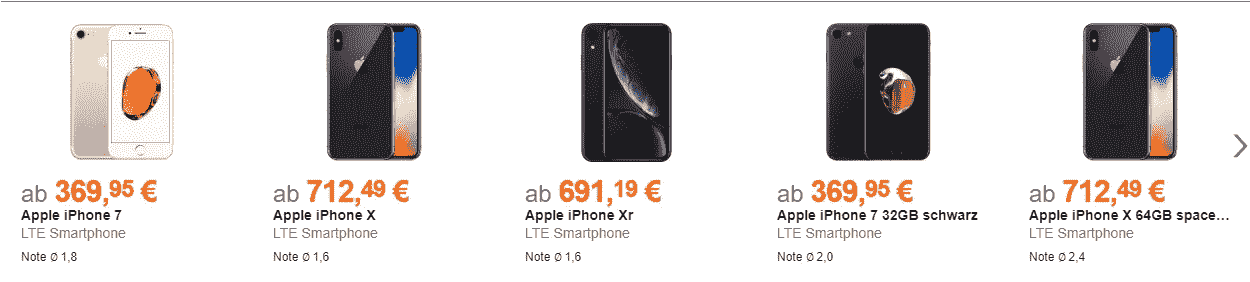 ab 369,95 €
Apple iPhone 7
LTE Smartphone
Note Ø 1,8
ab 712,49 €
Apple iPhone X
LTE Smartphone
Note Ø 1,6
ab 691,19 €
Apple iPhone Xr
LTE Smartphone
Note Ø 1,6
ab 369,95 €
Apple iPhone 7 32GB schwarz
LTE Smartphone
Note Ø 2,0
ab 712,49 €
Apple iPhone X 64GB space…
LTE Smartphone
Note Ø 2,4